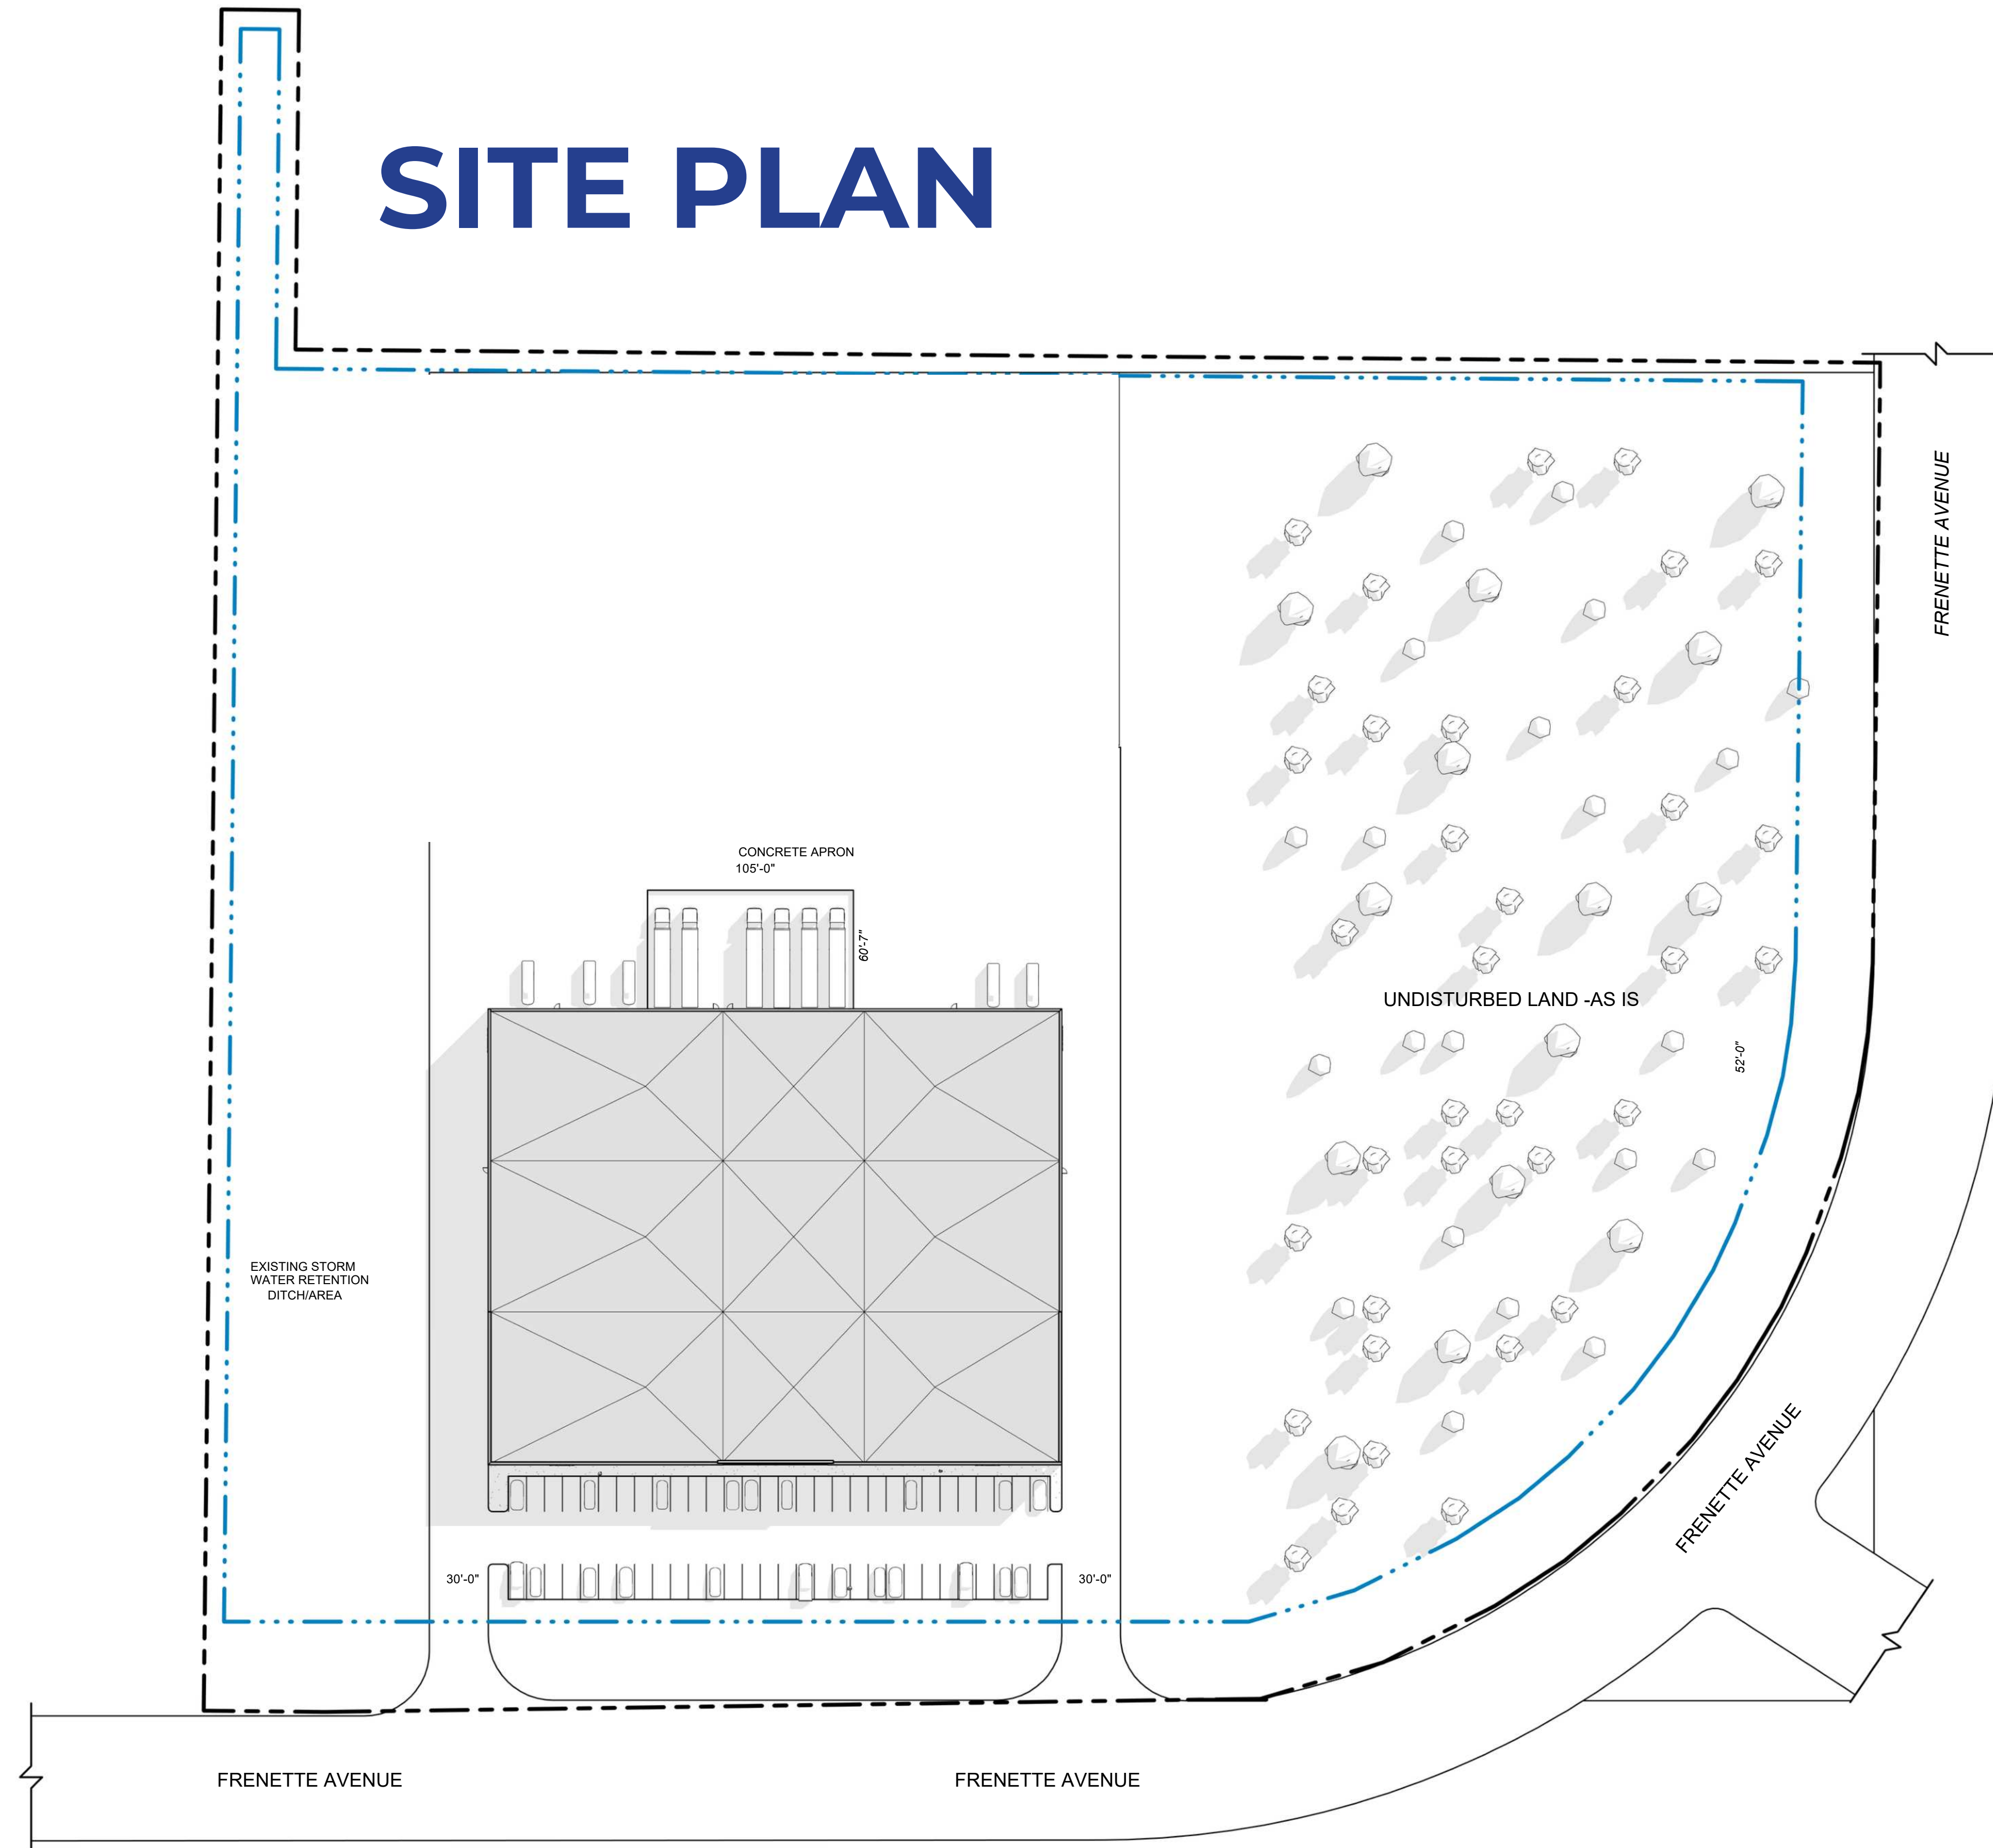 SITE PLAN
FRENETTE AVENUE
CONCRETE APRON
105'-0"
60'-7"
UNDISTURBED LAND -AS IS
52'-0"
EXISTING STORM
WATER RETENTION
DITCH/AREA
FRENETTE AVENUE
30'-0"
30'-0"
FRENETTE AVENUE
FRENETTE AVENUE